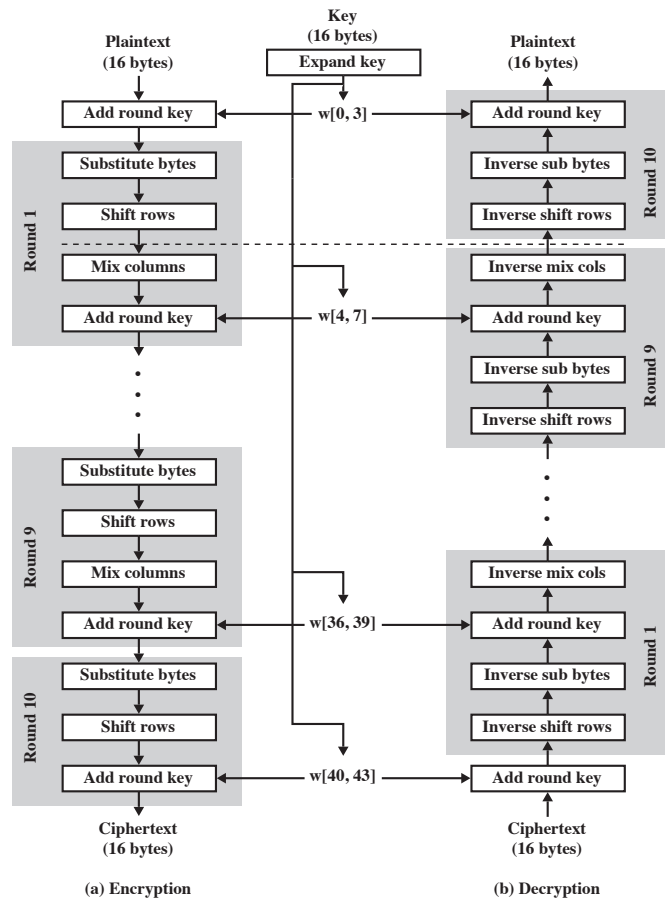 Key
(16 bytes)
Expand key
Plaintext
(16 bytes)
Add round key
Round 1
Substitute bytes
Shift rows
Mix columns
Add round key
Round 9
Substitute bytes
Shift rows
Mix columns
Add round key
Round 10
Substitute bytes
Shift rows
Add round key
Ciphertext
(16 bytes)
(a) Encryption
w[0, 3]
w[4, 7]
w[36, 39]
w[40, 43]
Plaintext
(16 bytes)
Add round key
Inverse sub bytes
Inverse shift rows
Round 10
Inverse mix cols
Add round key
Inverse sub bytes
Inverse shift rows
Round 9
Inverse mix cols
Add round key
Inverse sub bytes
Inverse shift rows
Round 1
Add round key
Ciphertext
(16 bytes)
(b) Decryption